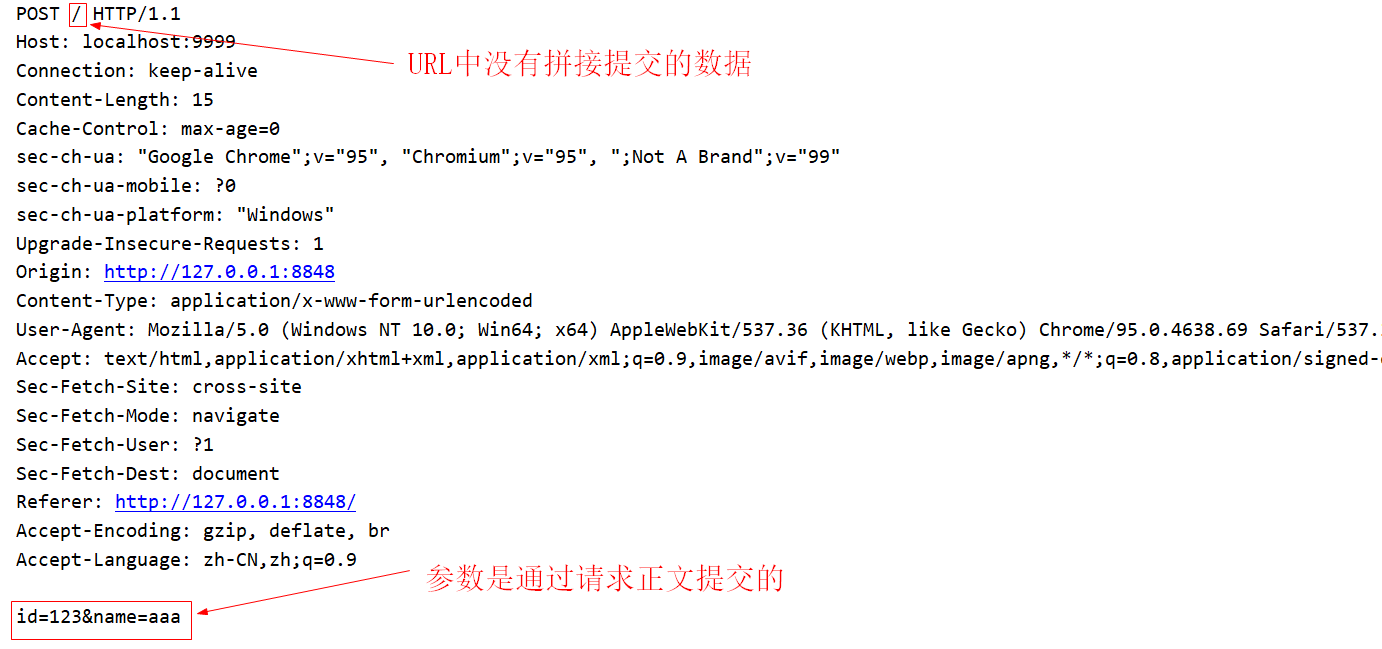 POST / HTTP/1.1
Host: localhost:9999
URL中没有拼接提交的数据
Connection: keep-alive
Content-Length: 15
Cache-Control: max-age=0
sec-ch-ua: "Google Chrome";v="95", "Chromium";v="95", ";Not A Brand";v="99"
sec-ch-ua-mobile: ?0
sec-ch-ua-platform: "Windows"
Upgrade-Insecure-Requests: 1
Origin: http://127.0.0.1:8848
Content-Type: application/x-www-form-urlencoded
User-Agent: Mozilla/5.0 (Windows NT 10.0; Win64; x64) AppleWebKit/537.36 (KHTML, like Gecko) Chrome/95.0.4638.69 Safari/537.
Accept: text/html,application/xhtml+xml,application/xml;q=0.9,image/avif,image/webp,image/apng,*/*;q=0.8,application/signed-
Sec-Fetch-Site: cross-site
Sec-Fetch-Mode: navigate
Sec-Fetch-User: ?1
Sec-Fetch-Dest: document
Referer: http://127.0.0.1:8848/
Accept-Encoding: gzip, deflate, br
Accept-Language: zh-CN,zh;q=0.9
参数是通过请求正文提交的
id=123&name=aaa